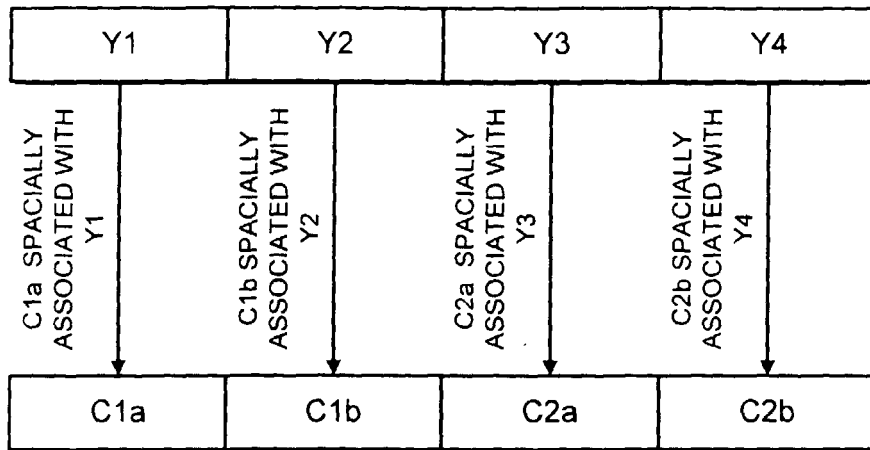 Y1 Y2 Y3 Y4
C1a SPACIALLY
ASSOCIATED WITH
Y1
C1b SPACIALLY
ASSOCIATED WITH
Y2
C2a SPACIALLY
ASSOCIATED WITH
Y3
C2b SPACIALLY
ASSOCIATED WITH
Y4
C1a C1b C2a C2b